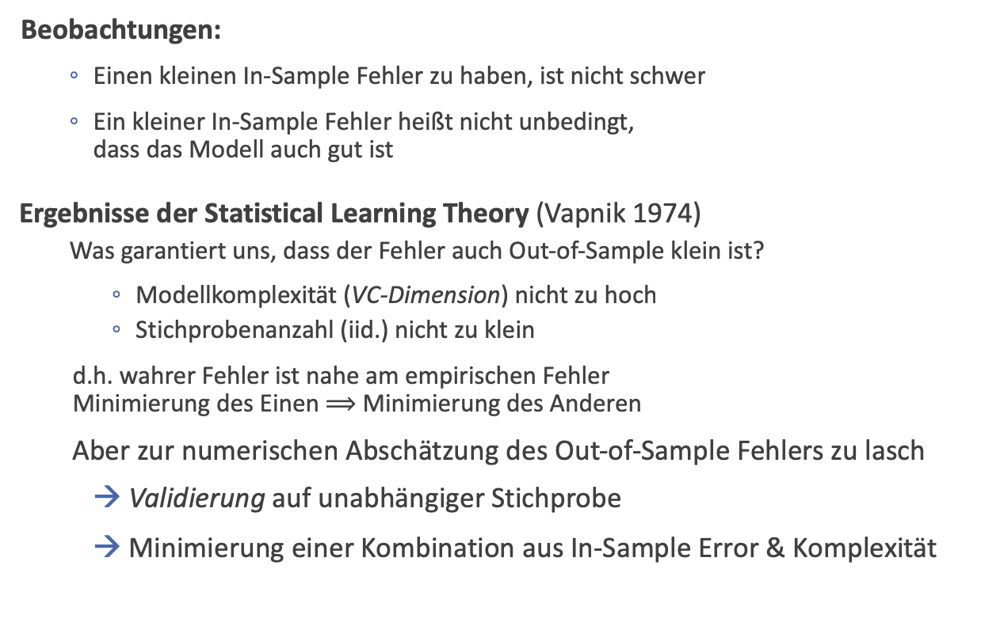 Beobachtungen:
◦ Einen kleinen In-Sample Fehler zu haben, ist nicht schwer
◦ Ein kleiner In-Sample Fehler heißt nicht unbedingt,
dass das Modell auch gut ist
Ergebnisse der Statistical Learning Theory (Vapnik 1974)
Was garantiert uns, dass der Fehler auch Out-of-Sample klein ist?
◦ Modellkomplexität (VC-Dimension) nicht zu hoch
◦ Stichprobenanzahl (iid.) nicht zu klein
d.h. wahrer Fehler ist nahe am empirischen Fehler
Minimierung des Einen ⟹ Minimierung des Anderen
Aber zur numerischen Abschätzung des Out-of-Sample Fehlers zu lasch
→ Validierung auf unabhängiger Stichprobe
→ Minimierung einer Kombination aus In-Sample Error & Komplexität